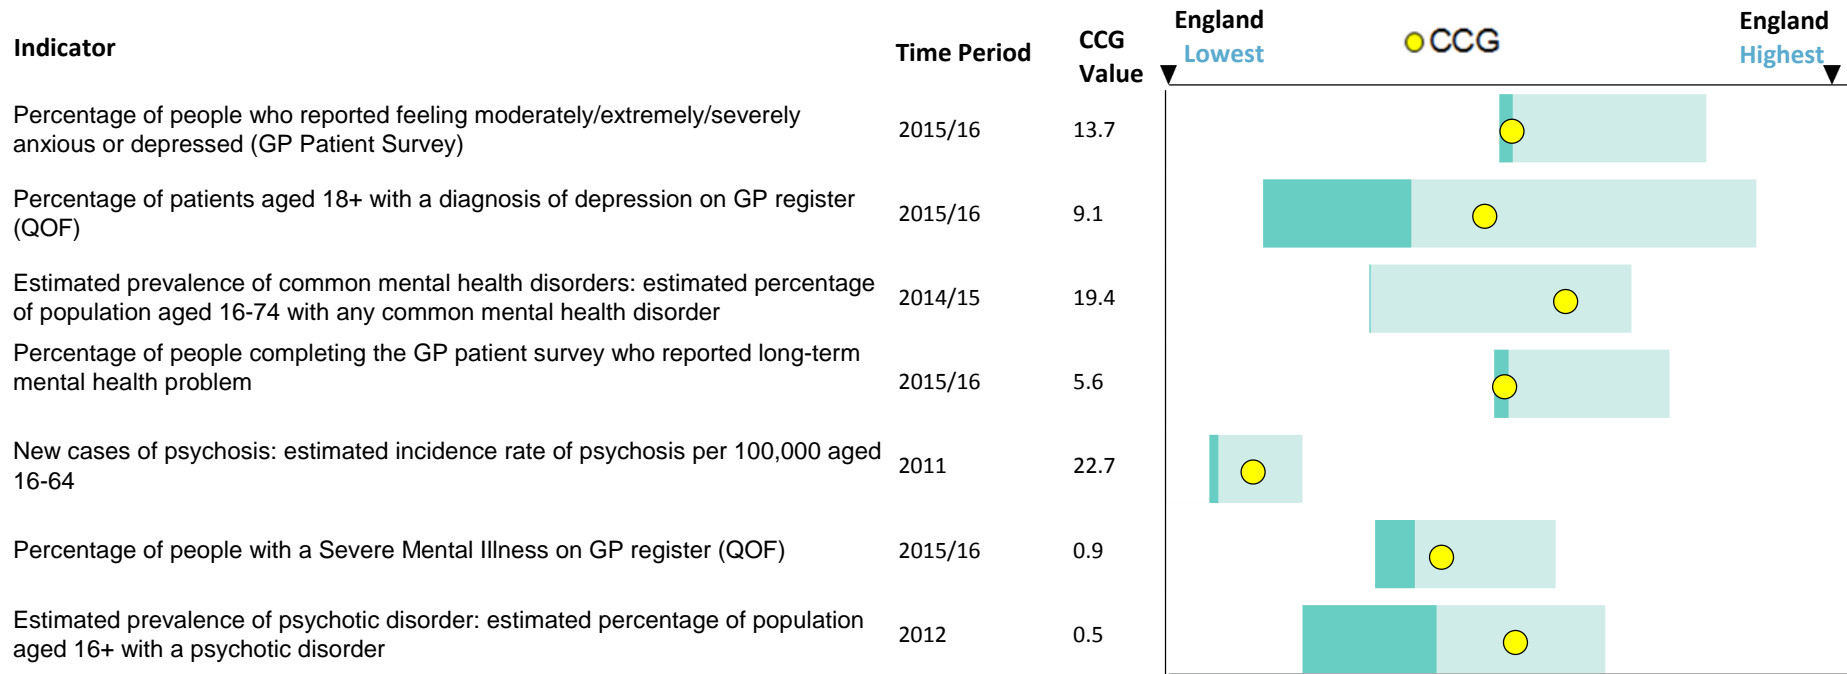 Indicator
Time Period
CCG
Value
England
Lowest
CCG
England
Highest
Percentage of people who reported feeling moderately/extremely/severely
anxious or depressed (GP Patient Survey)
2015/16
13.7
Percentage of patients aged 18+ with a diagnosis of depression on GP register
(QOF)
2015/16
9.1
Estimated prevalence of common mental health disorders: estimated percentage
of population aged 16-74 with any common mental health disorder
2014/15
19.4
Percentage of people completing the GP patient survey who reported long-term
mental health problem
2015/16
5.6
New cases of psychosis: estimated incidence rate of psychosis per 100,000 aged
16-64
2011
22.7
Percentage of people with a Severe Mental Illness on GP register (QOF)
2015/16
0.9
Estimated prevalence of psychotic disorder: estimated percentage of population
aged 16+ with a psychotic disorder
2012
0.5